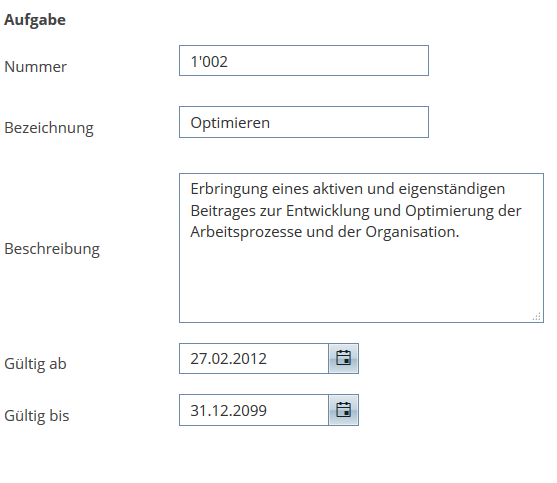 Aufgabe
Nummer 1'002
Bezeichnung Optimieren
Beschreibung Erbringung eines aktiven und eigenständigen
Beitrages zur Entwicklung und Optimierung der
Arbeitsprozesse und der Organisation.
Gültig ab 27.02.2012
Gültig bis 31.12.2099